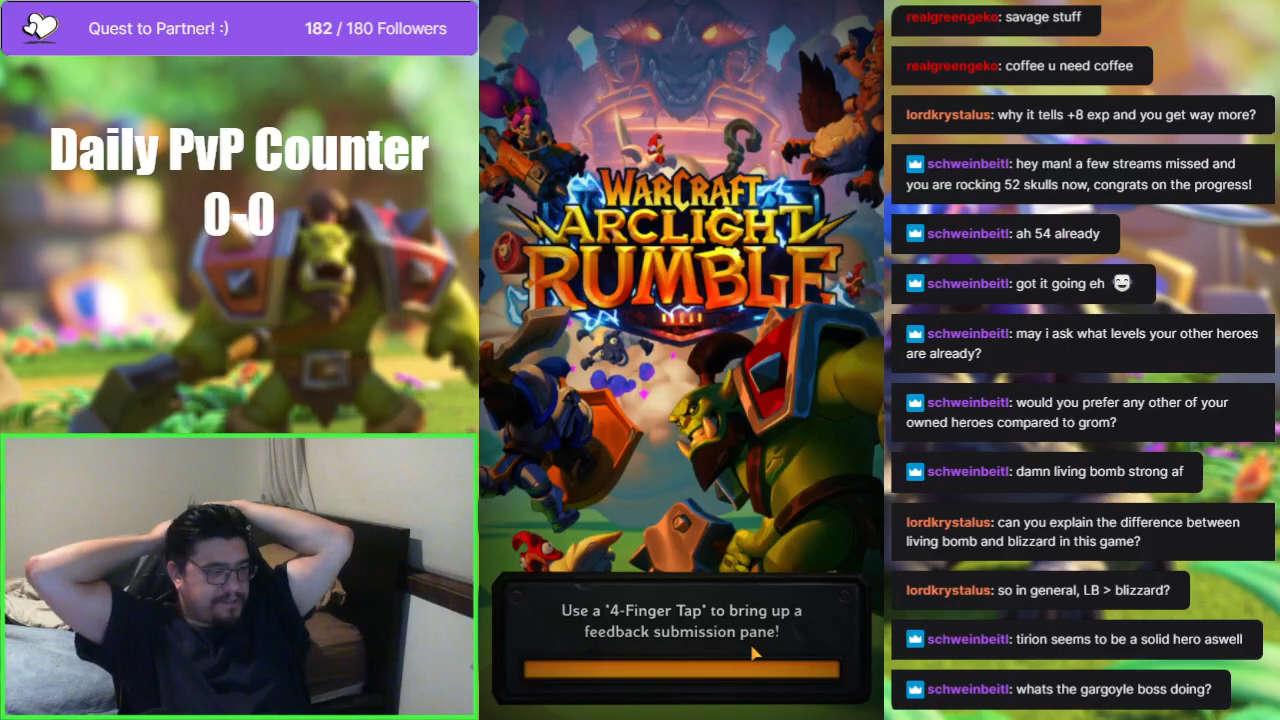 Quest to Partner! :)
182 / 180 Followers
Daily PvP Counter
0-0
WARCRAFT
ARCLIGHT
RUMBLE
Use a "4-Finger Tap" to bring up a
feedback submission pane!
realgreengeko: savage stuff
realgreengeko: coffee u need coffee
lordkrystalus: why it tells +8 exp and you get way more?
schweinbeitl: hey man! a few streams missed and
you are rocking 52 skulls now, congrats on the progress!
schweinbeitl: ah 54 already
schweinbeitl: got it going eh
schweinbeitl: may i ask what levels your other heroes
are already?
schweinbeitl: would you prefer any other of your
owned heroes compared to grom?
schweinbeitl: damn living bomb strong af
lordkrystalus: can you explain the difference between
living bomb and blizzard in this game?
lordkrystalus: so in general, LB > blizzard?
schweinbeitl: tirion seems to be a solid hero aswell
schweinbeitl: whats the gargoyle boss doing?